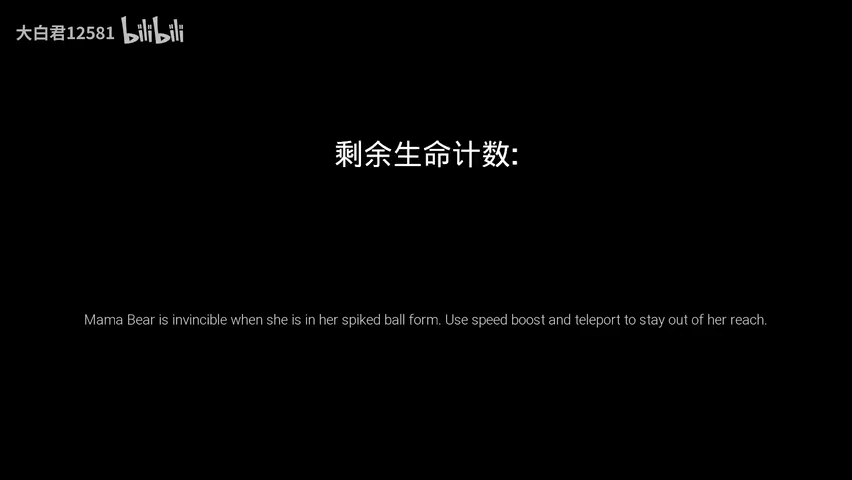 大白君12581 bilibili
剩余生命计数:
Mama Bear is invincible when she is in her spiked ball form. Use speed boost and teleport to stay out of her reach.